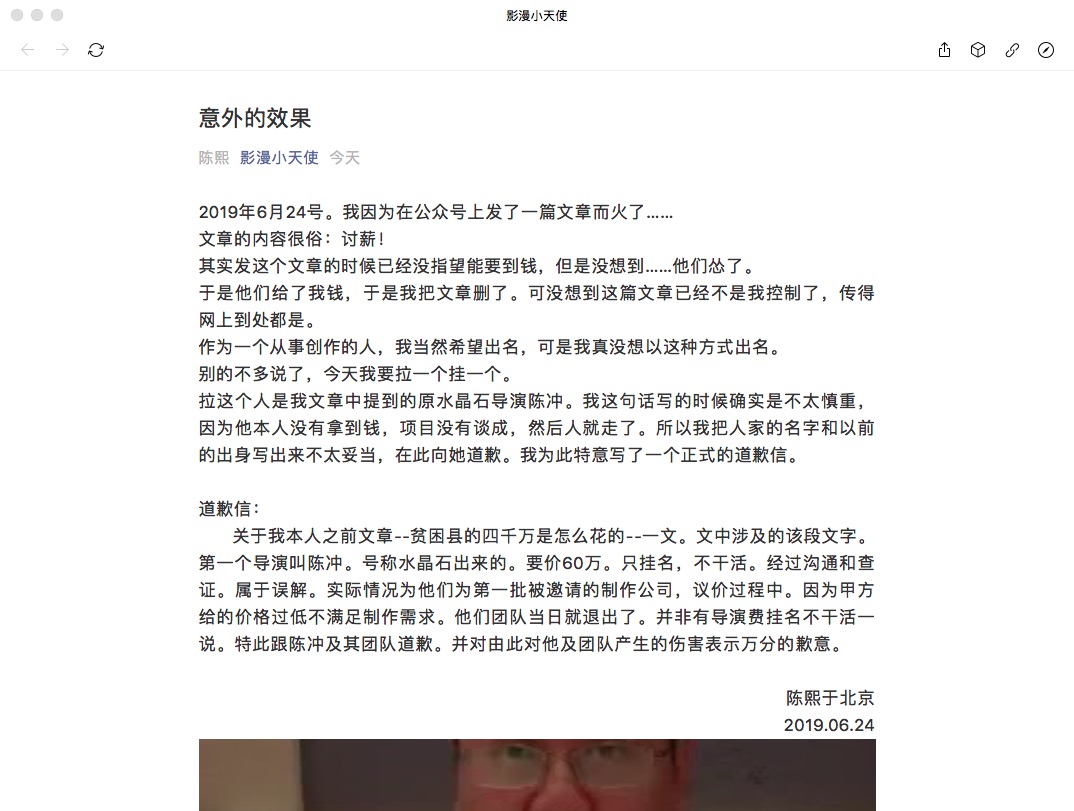 影漫小天使
意外的效果
陈熙 影漫小天使 今天
2019年6月24号。我因为在公众号上发了一篇文章而火了……
文章的内容很俗：讨薪！
其实发这个文章的时候已经没指望能要到钱，但是没想到……他们怂了。
于是他们给了我钱，于是我把文章删了。可没想到这篇文章已经不是我控制了，传得
网上到处都是。
作为一个从事创作的人，我当然希望出名，可是我真没想以这种方式出名。
别的不多说了，今天我要拉一个挂一个。
拉这个人是我文章中提到的原水晶石导演陈冲。我这句话写的时候确实是不太慎重，
因为他本人没有拿到钱，项目没有谈成，然后人就走了。所以我把人家的名字和以前
的出身写出来不太妥当，在此向她道歉。我为此特意写了一个正式的道歉信。
道歉信：
关于我本人之前文章--贫困县的四千万是怎么花的--一文。文中涉及的该段文字。
第一个导演叫陈冲。号称水晶石出来的。要价60万。只挂名，不干活。经过沟通和查
证。属于误解。实际情况为他们为第一批被邀请的制作公司，议价过程中。因为甲方
给的价格过低不满足制作需求。他们团队当日就退出了。并非有导演费挂名不干活一
说。特此跟陈冲及其团队道歉。并对由此对他及团队产生的伤害表示万分的歉意。
陈熙于北京
2019.06.24